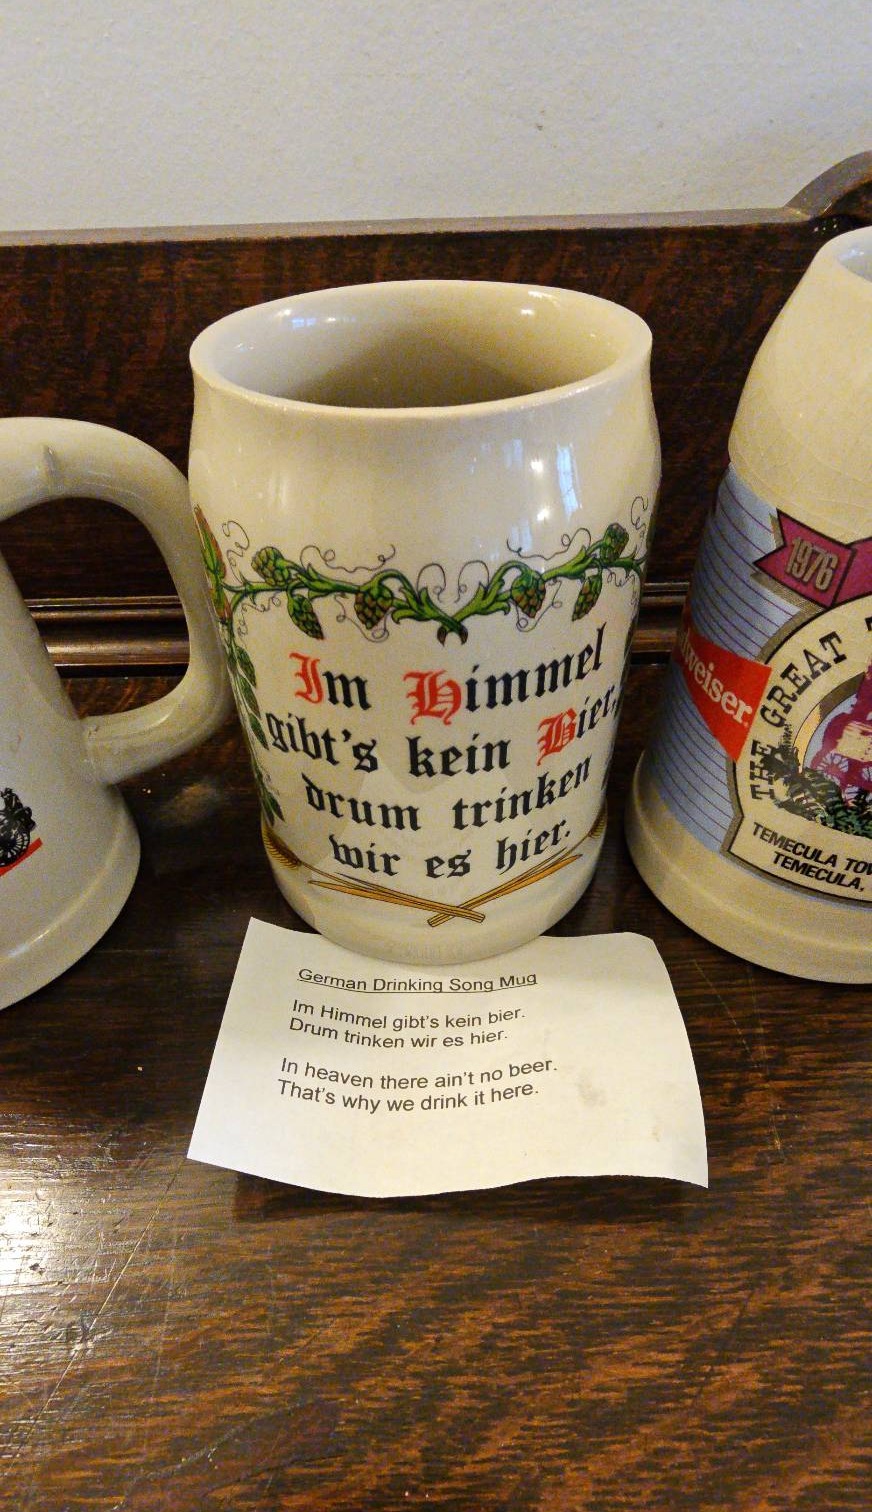 Im Himmel
gibt's kein Bier,
drum trinken
wir es hier.
German Drinking Song Mug
Im Himmel gibt's kein bier.
Drum trinken wir es hier.
In heaven there ain't no beer.
That's why we drink it here.
1976
THE GREAT
TEMECULA
TEMECULA,